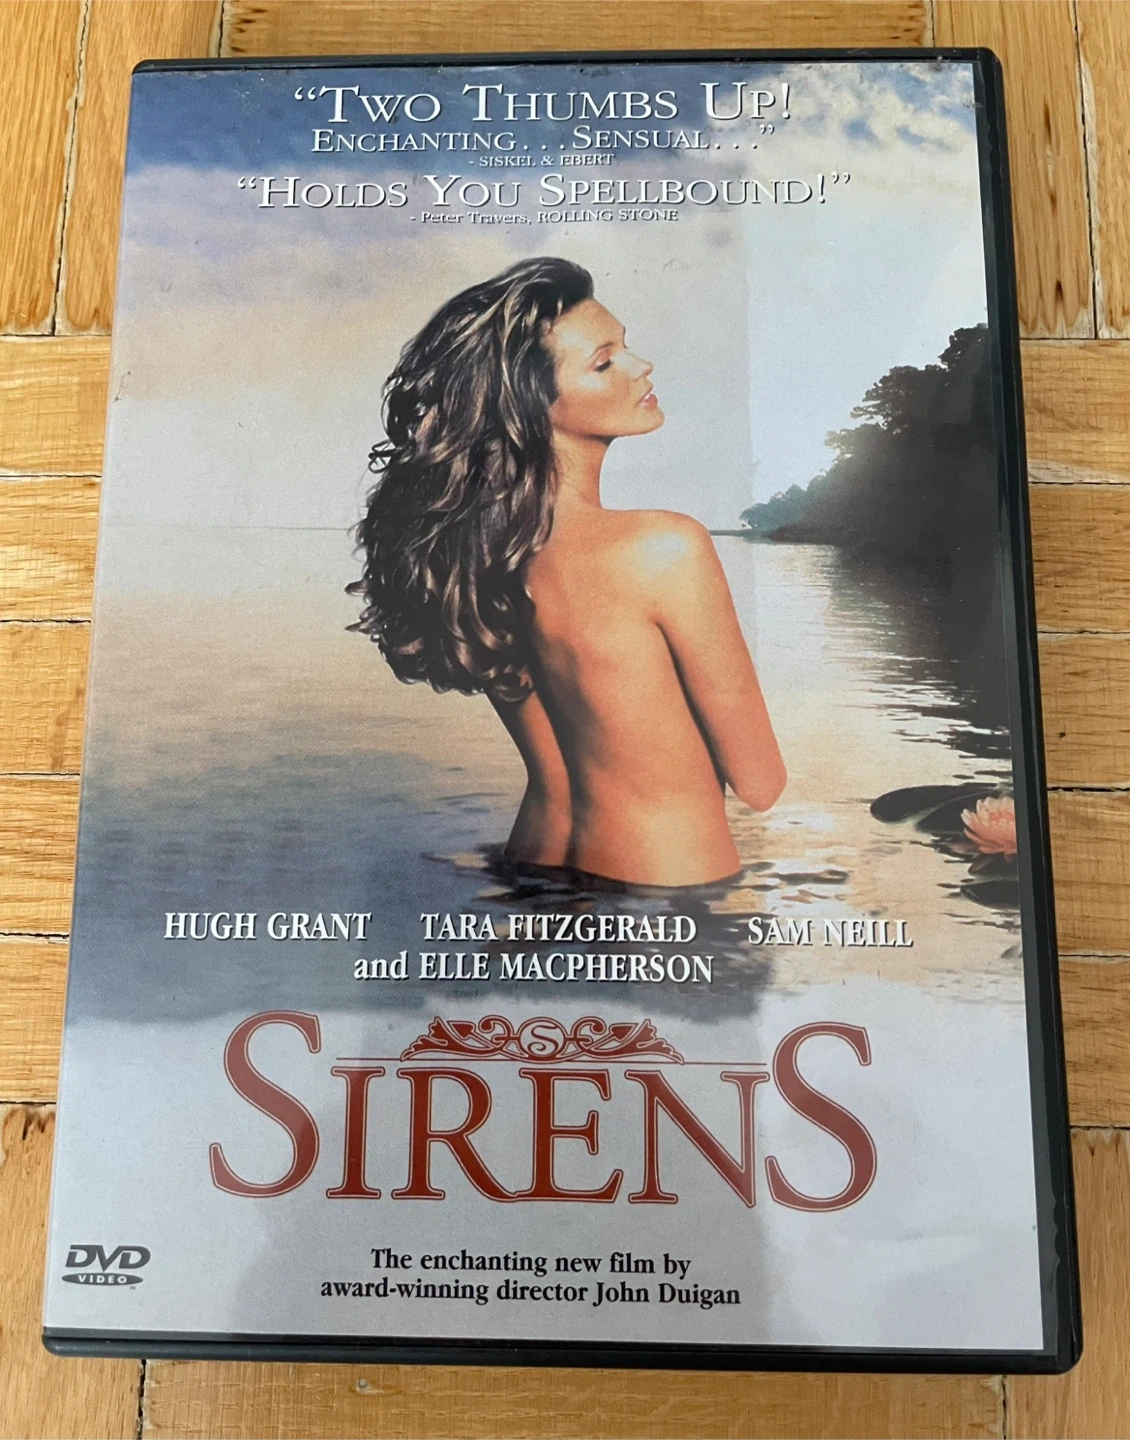 “TWO THUMBS UP!
ENCHANTING...SENSUAL...”
- SISKEL & EBERT
“HOLDS YOU SPELLBOUND!”
- Peter Travers, ROLLING STONE
HUGH GRANT TARA FITZGERALD SAM NEILL
and ELLE MACPHERSON
S
SIRENS
The enchanting new film by
award-winning director John Duigan
DVD
VIDEO
TM